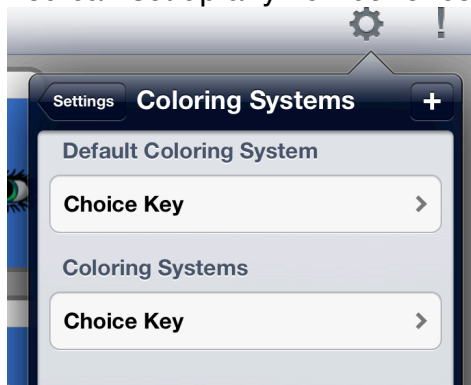 !
Settings Coloring Systems +
Default Coloring System
Choice Key >
Coloring Systems
Choice Key >